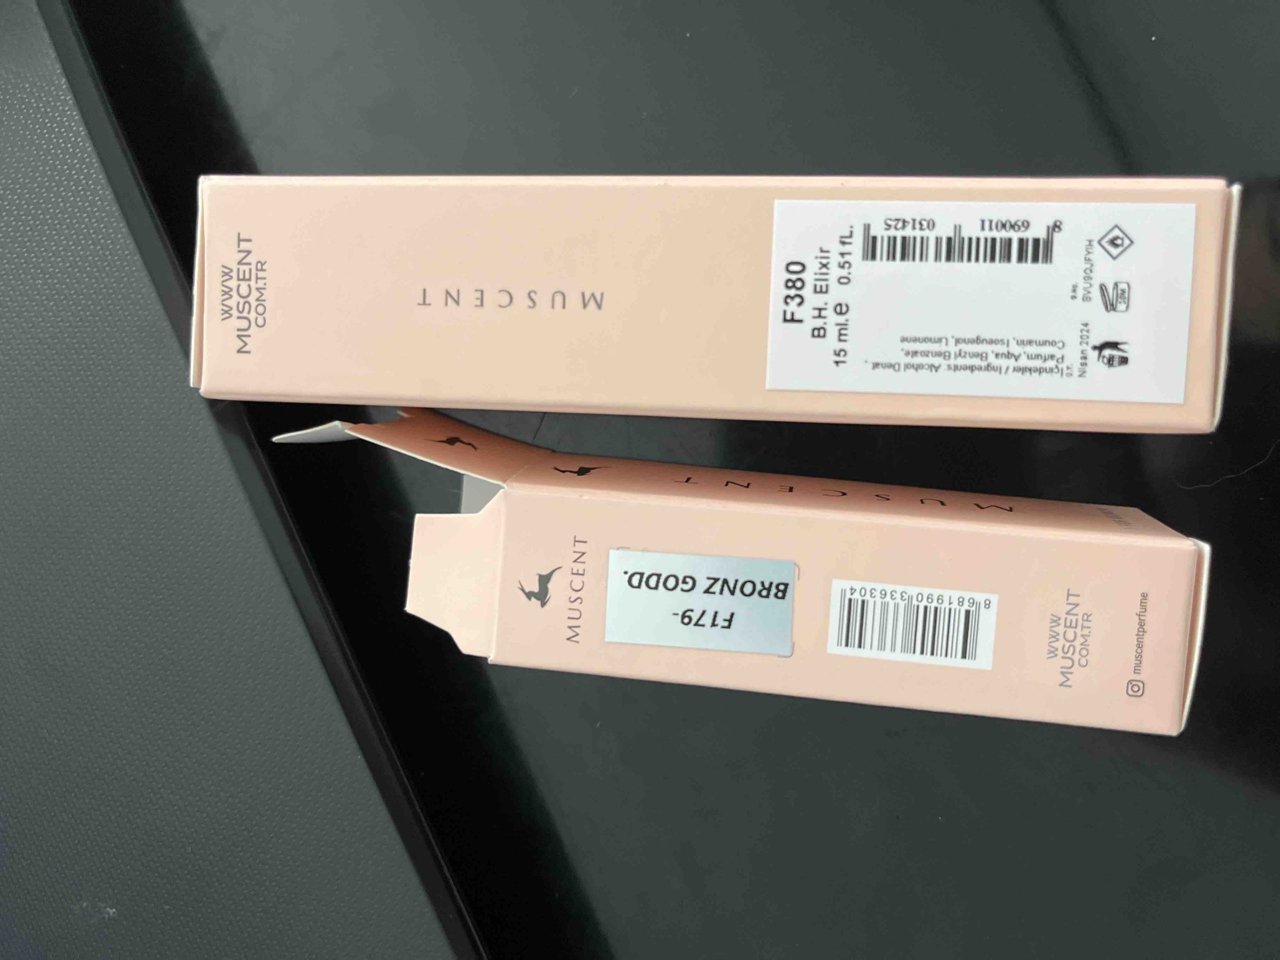 WWW
MUSCENT
COM.TR
MUSCENT
F380
B.H. Elixir
15 ml.e 0.51 fL.
8 690011 031425
İçindekiler / Ingredients: Alcohol Denat.,
Parfum, Aqua, Benzyl Benzoate,
Coumarin, Isoeugenol, Limonene
Ü.T.
Nisan 2024
MUSCENT
MUSCENT
F179-
BRONZ GODD.
8 681990 336304
WWW
MUSCENT
COM.TR
muscentperfume